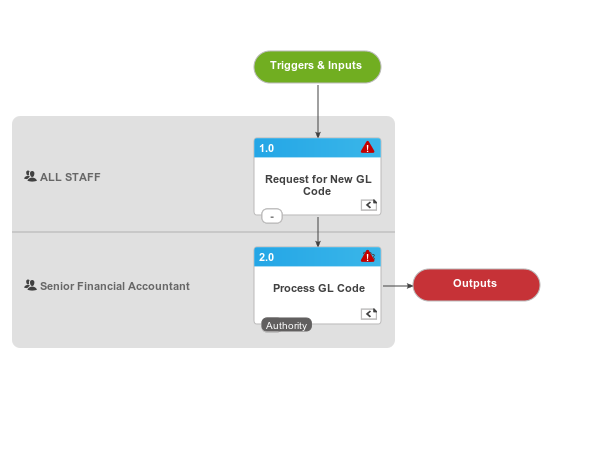 Triggers & Inputs
1.0
ALL STAFF
Request for New GL
Code
-
2.0
Senior Financial Accountant
Process GL Code
Outputs
Authority